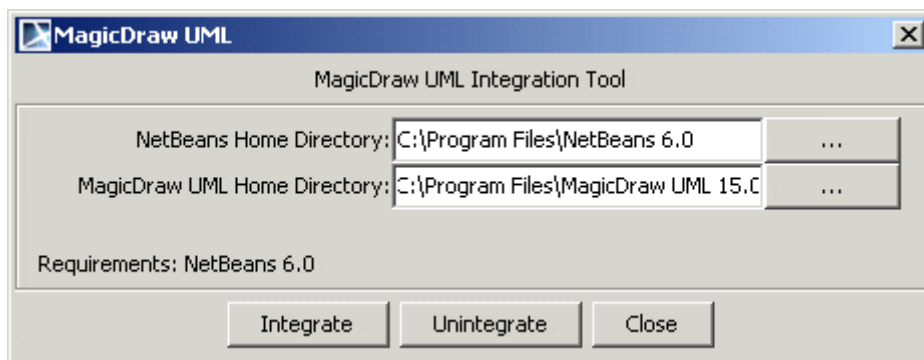 MagicDraw UML
MagicDraw UML Integration Tool
NetBeans Home Directory: C:\Program Files\NetBeans 6.0 ...
MagicDraw UML Home Directory: C:\Program Files\MagicDraw UML 15.0 ...
Requirements: NetBeans 6.0
Integrate Unintegrate Close